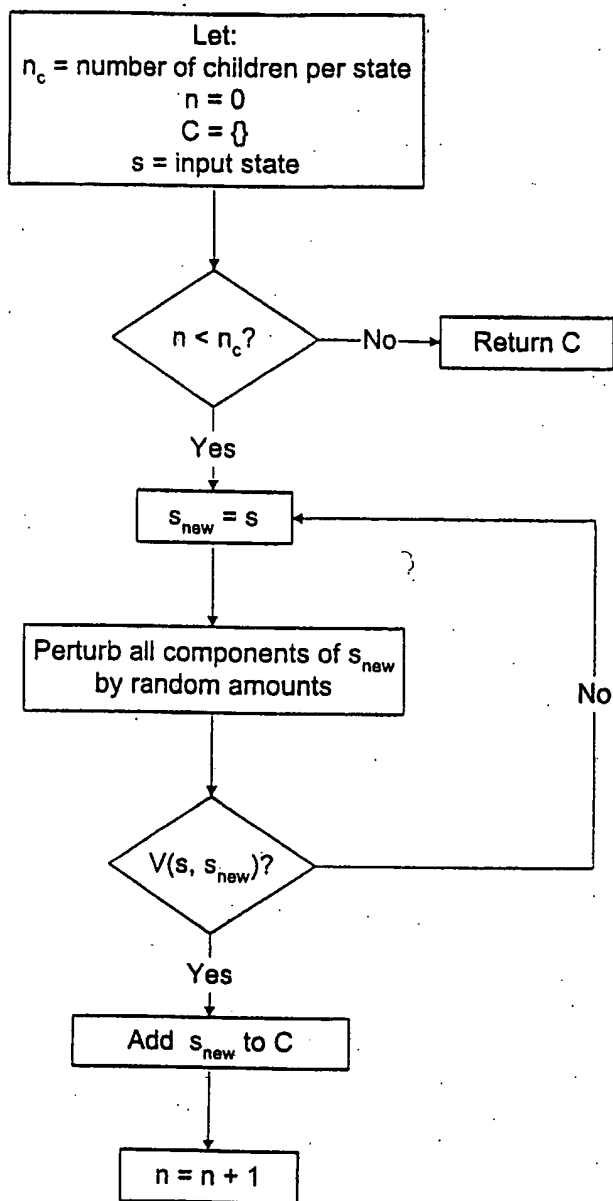 Let:
n_c = number of children per state
n = 0
C = {}
s = input state
n < n_c?
No
Return C
Yes
s_new = s
?
Perturb all components of s_new
by random amounts
No
V(s, s_new)?
Yes
Add s_new to C
n = n + 1